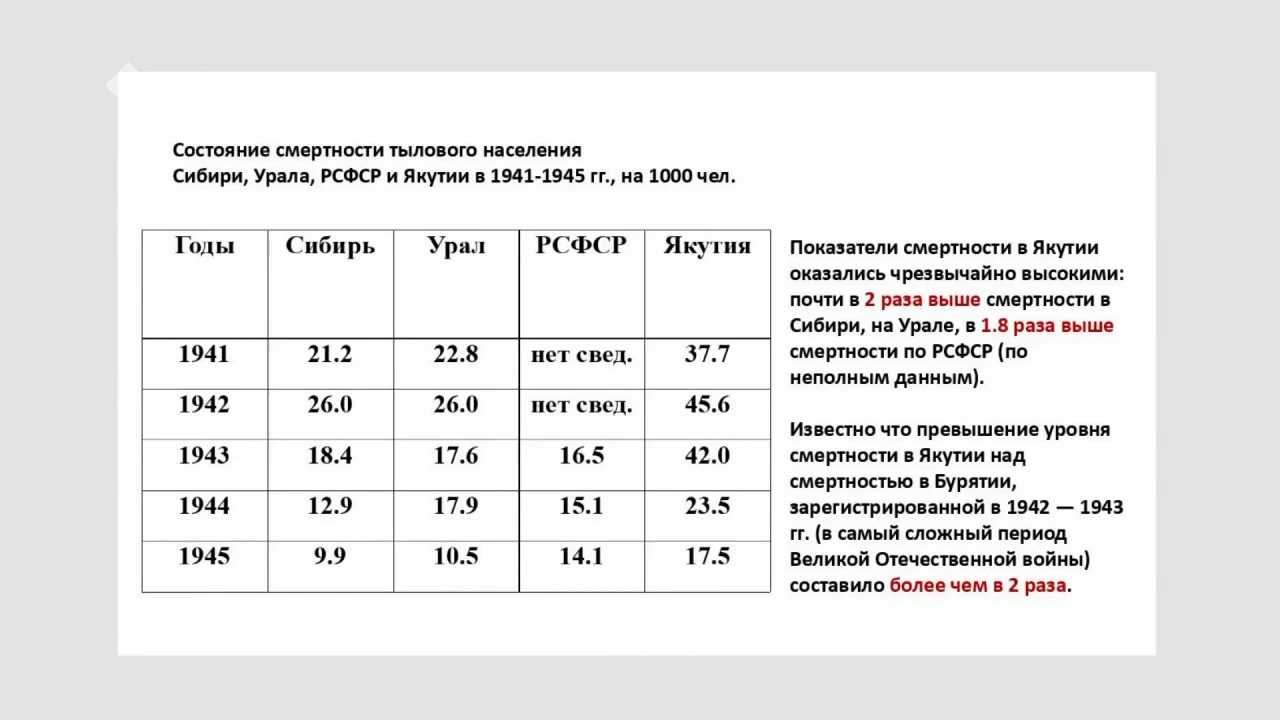 Состояние смертности тылового населения
Сибири, Урала, РСФСР и Якутии в 1941-1945 гг., на 1000 чел.
Годы Сибирь Урал РСФСР Якутия
1941 21.2 22.8 нет свед. 37.7
1942 26.0 26.0 нет свед. 45.6
1943 18.4 17.6 16.5 42.0
1944 12.9 17.9 15.1 23.5
1945 9.9 10.5 14.1 17.5
Показатели смертности в Якутии
оказались чрезвычайно высокими:
почти в 2 раза выше смертности в
Сибири, на Урале, в 1.8 раза выше
смертности по РСФСР (по
неполным данным).
Известно что превышение уровня
смертности в Якутии над
смертностью в Бурятии,
зарегистрированной в 1942 — 1943
гг. (в самый сложный период
Великой Отечественной войны)
составило более чем в 2 раза.